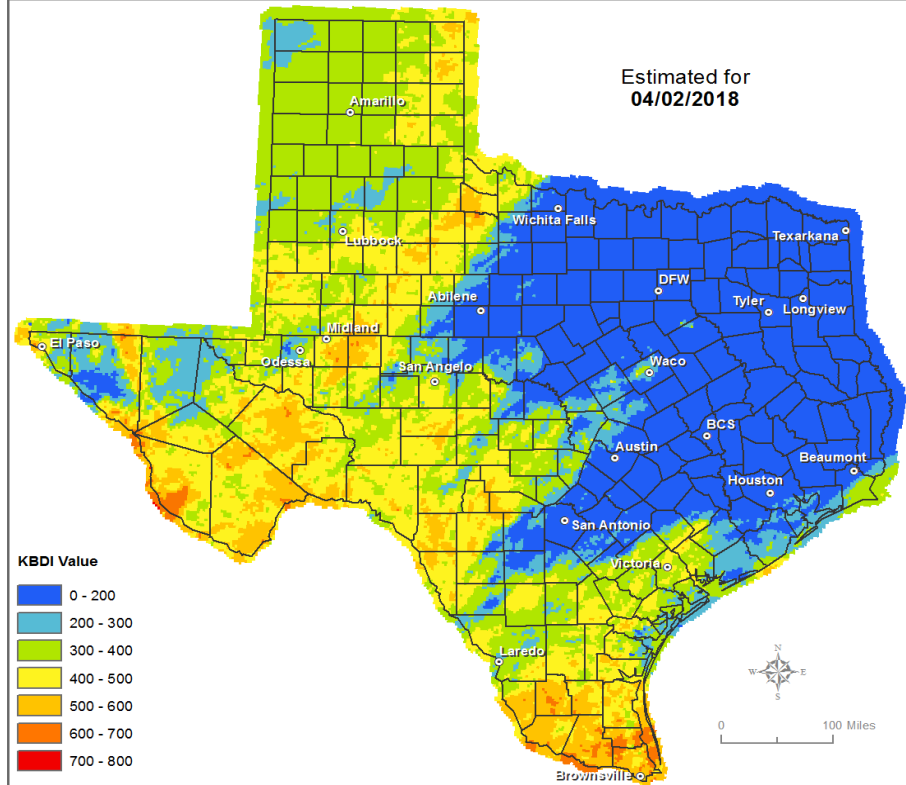 Estimated for
04/02/2018
Amarillo
Wichita Falls
Lubbock
Texarkana
DFW
Abilene
Tyler
Longview
Midland
El Paso
Odessa
San Angelo
Waco
BCS
Austin
Beaumont
Houston
San Antonio
Victoria
Laredo
Brownsville
KBDI Value
0 - 200
200 - 300
300 - 400
400 - 500
500 - 600
600 - 700
700 - 800
N
W
E
S
0
100 Miles